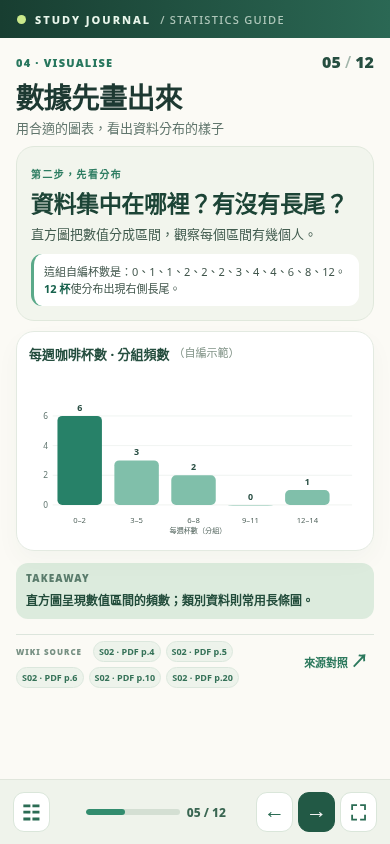 STUDY JOURNAL / STATISTICS GUIDE
04 · VISUALISE
05 / 12
數據先畫出來
用合適的圖表，看出資料分布的樣子
第二步，先看分布
資料集中在哪裡？有沒有長尾？
直方圖把數值分成區間，觀察每個區間有幾個人。
這組自編杯數是：0、1、1、2、2、2、3、4、4、6、8、12。
12 杯使分布出現右側長尾。
每週咖啡杯數 · 分組頻數 （自編示範）
6
3
2
0
1
6
4
2
0
0–2 3–5 6–8 9–11 12–14
每週杯數（分組）
TAKEAWAY
直方圖呈現數值區間的頻數；類別資料則常用長條圖。
WIKI SOURCE S02 · PDF p.4 S02 · PDF p.5
S02 · PDF p.6 S02 · PDF p.10 S02 · PDF p.20
來源對照 ↗
05 / 12
← →